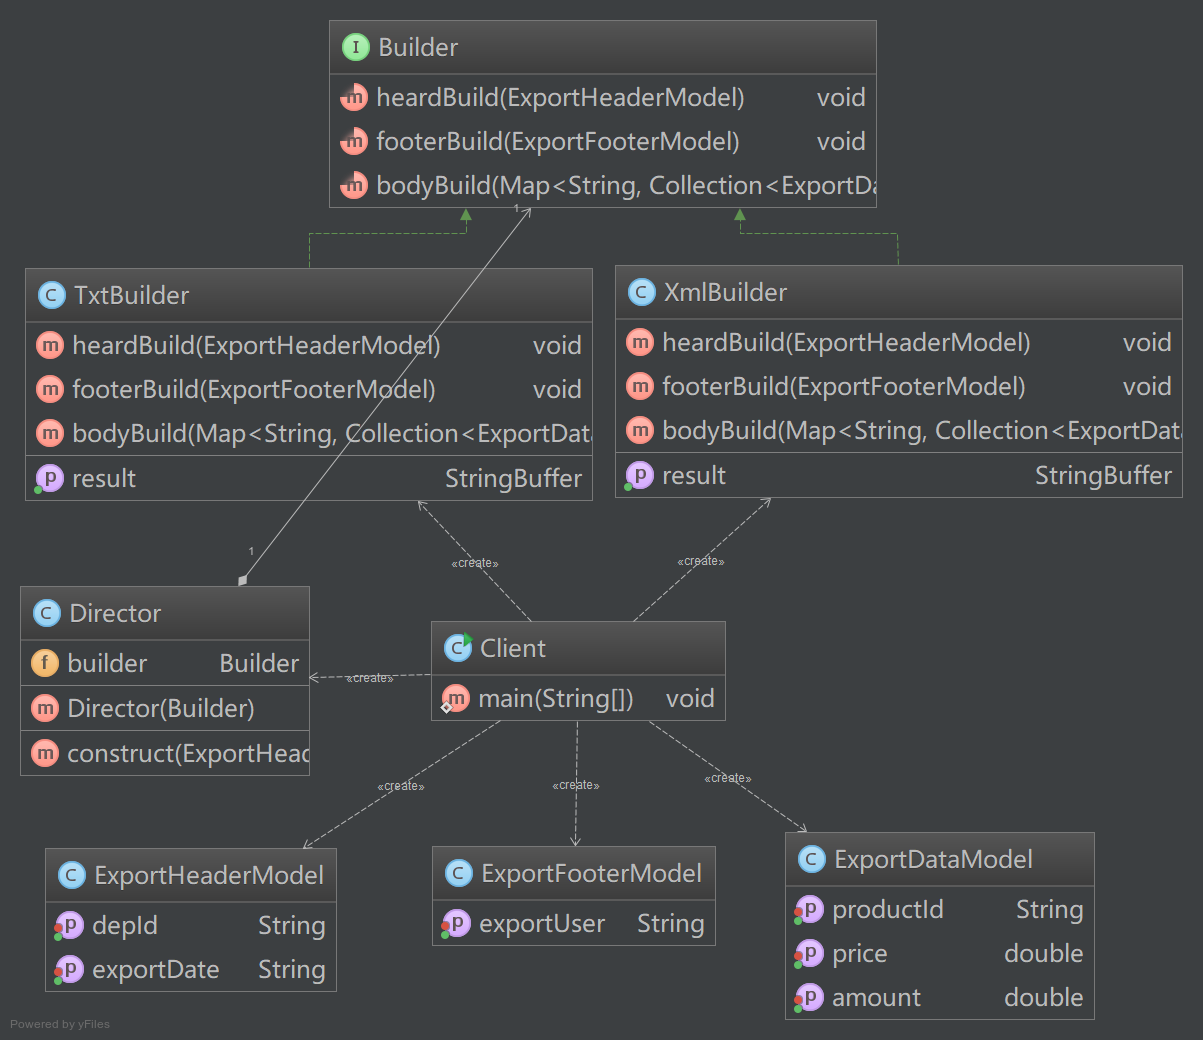 I Builder
m heardBuild(ExportHeaderModel) void
m footerBuild(ExportFooterModel) void
m bodyBuild(Map<String, Collection<ExportDa
1
C TxtBuilder
m heardBuild(ExportHeaderModel) void
m footerBuild(ExportFooterModel) void
m bodyBuild(Map<String, Collection<ExportDat
p result StringBuffer
C XmlBuilder
m heardBuild(ExportHeaderModel) void
m footerBuild(ExportFooterModel) void
m bodyBuild(Map<String, Collection<ExportDat
p result StringBuffer
1
«create»
«create»
C Director
f builder Builder
m Director(Builder)
m construct(ExportHead
«create»
C Client
m main(String[]) void
«create»
«create»
«create»
C ExportHeaderModel
p depId String
p exportDate String
C ExportFooterModel
p exportUser String
C ExportDataModel
p productId String
p price double
p amount double
Powered by yFiles